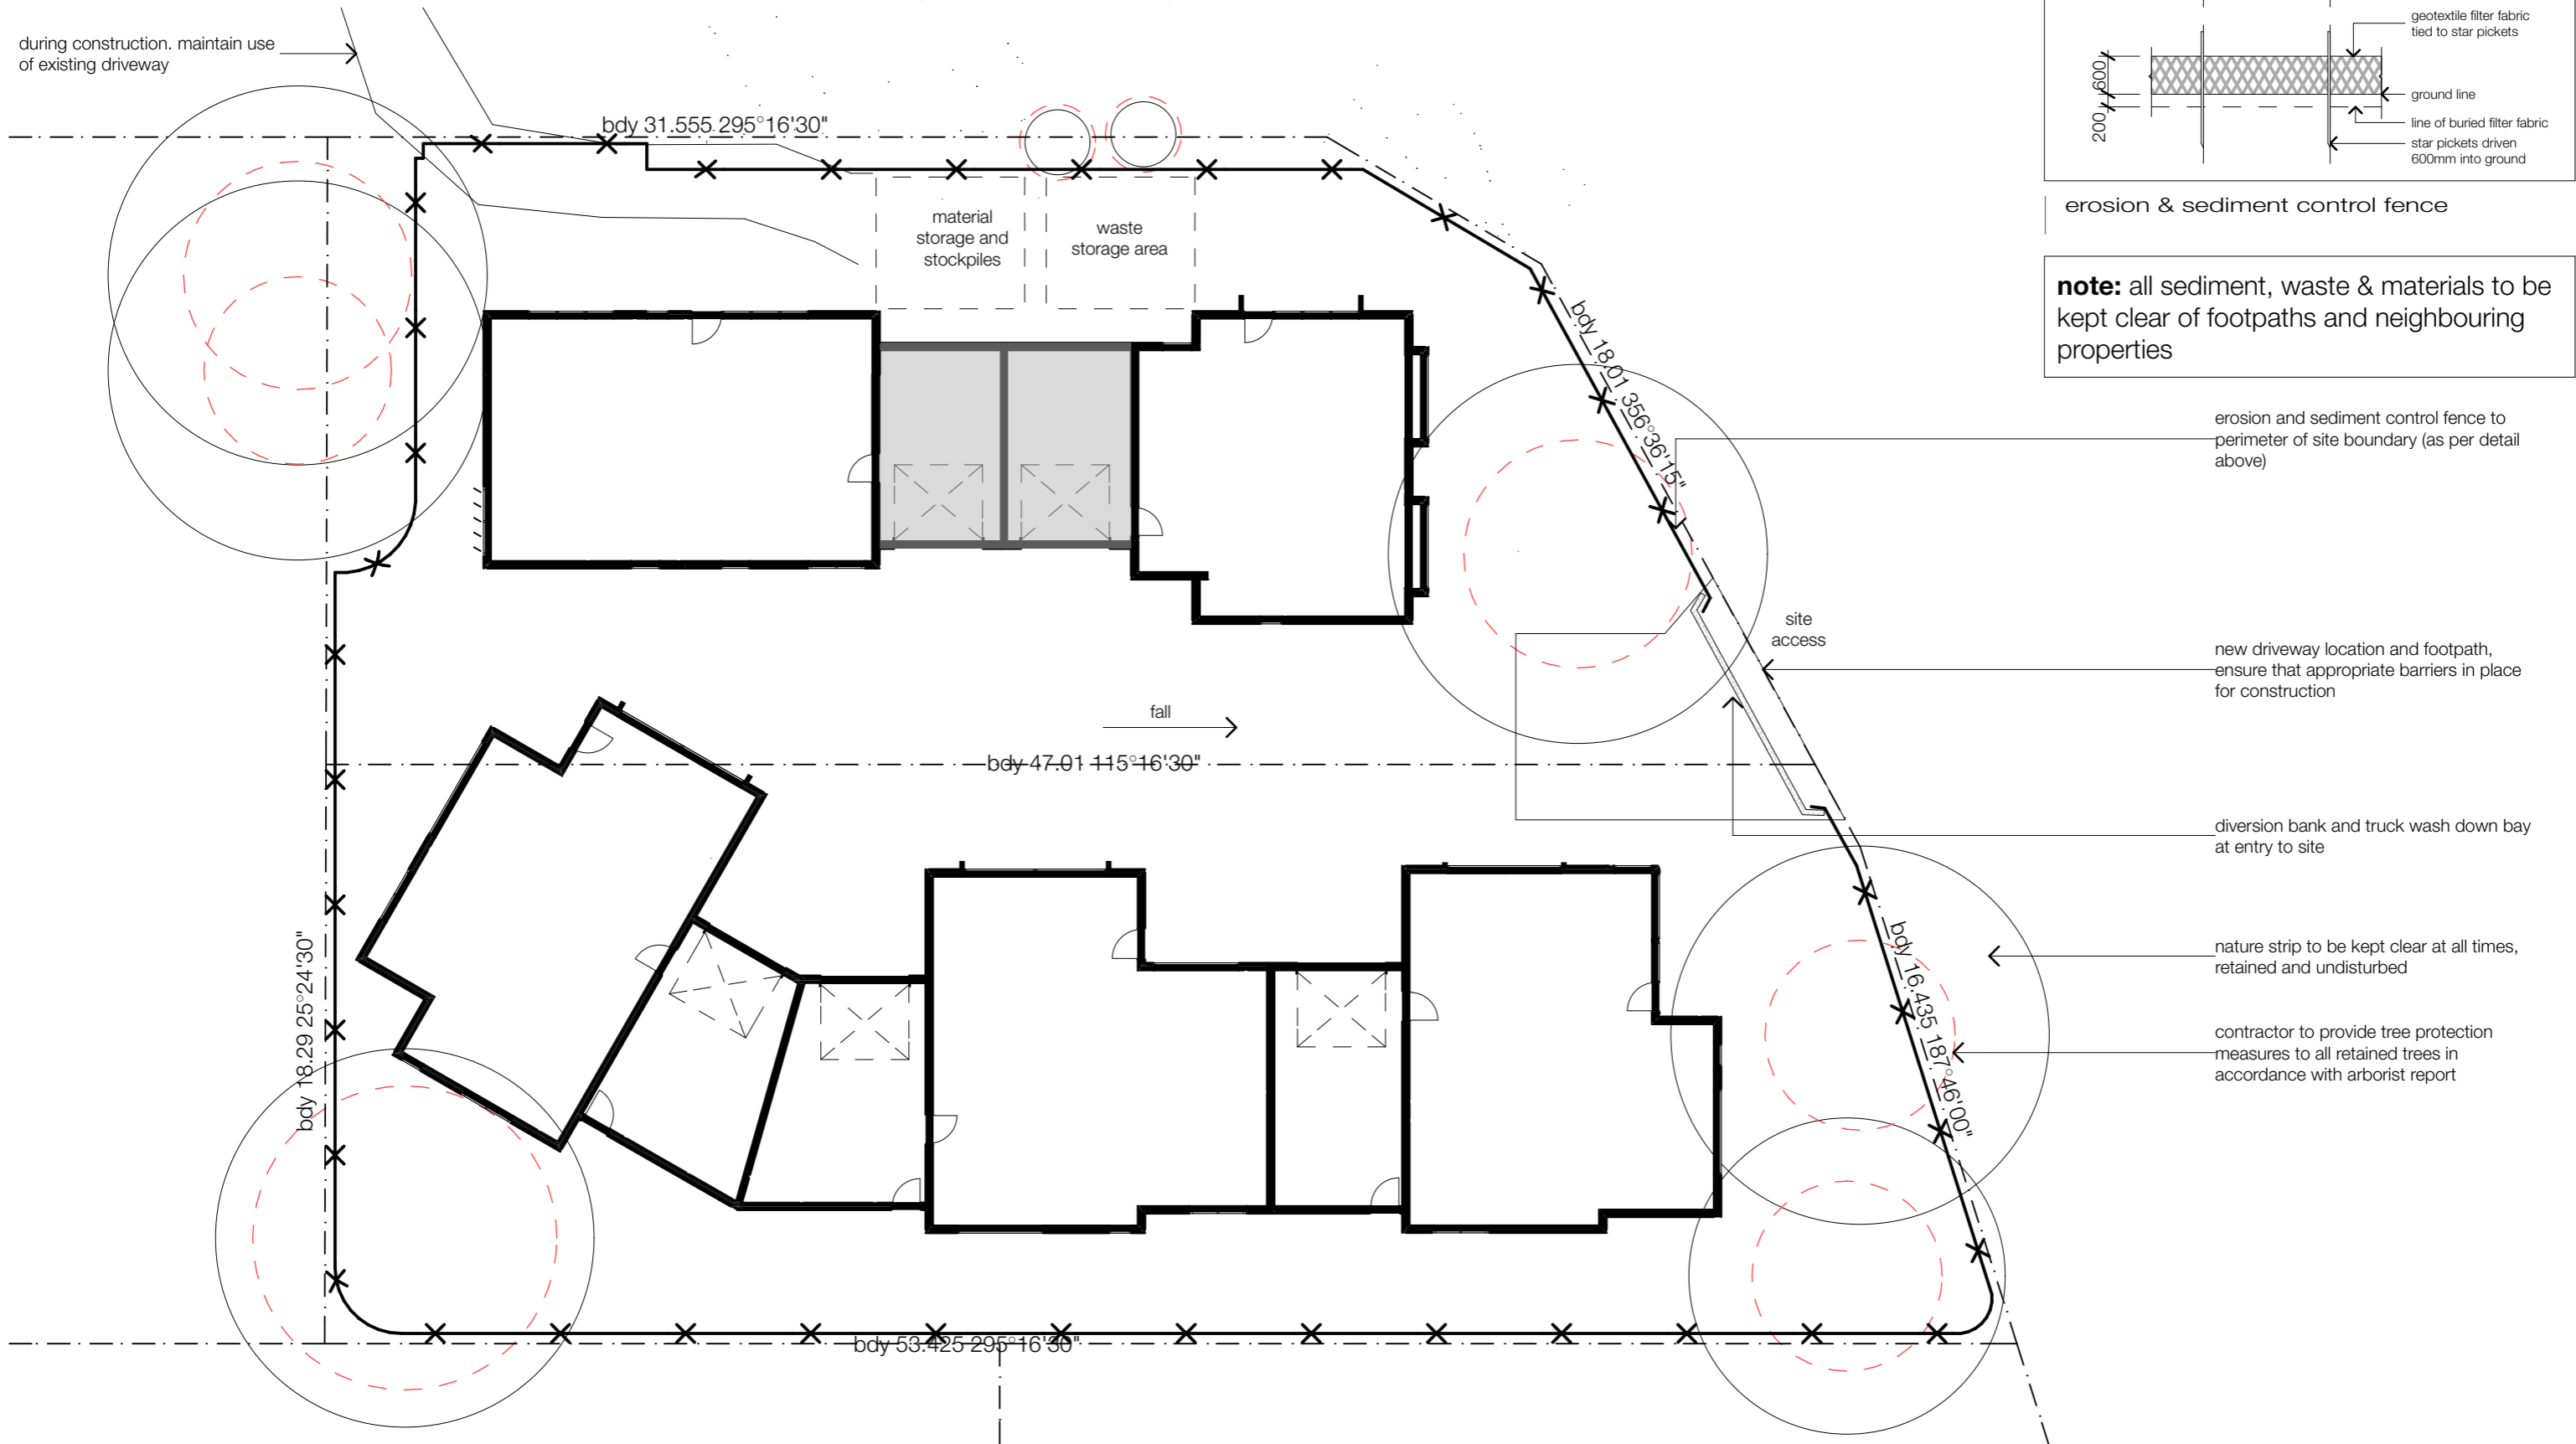 during construction. maintain use
of existing driveway
geotextile filter fabric
tied to star pickets
600
ground line
200
line of buried filter fabric
star pickets driven
600mm into ground
erosion & sediment control fence
note: all sediment, waste & materials to be
kept clear of footpaths and neighbouring
properties
bdy 31.555 295°16'30"
material
storage and
stockpiles
waste
storage area
bdy 18.01 356°36'15"
erosion and sediment control fence to
perimeter of site boundary (as per detail
above)
site
access
new driveway location and footpath,
ensure that appropriate barriers in place
for construction
fall
bdy 47.01 115°16'30"
diversion bank and truck wash down bay
at entry to site
bdy 18.29 25°24'30"
bdy 16.435 187°46'00"
nature strip to be kept clear at all times,
retained and undisturbed
contractor to provide tree protection
measures to all retained trees in
accordance with arborist report
bdy 53.425 295°16'30"